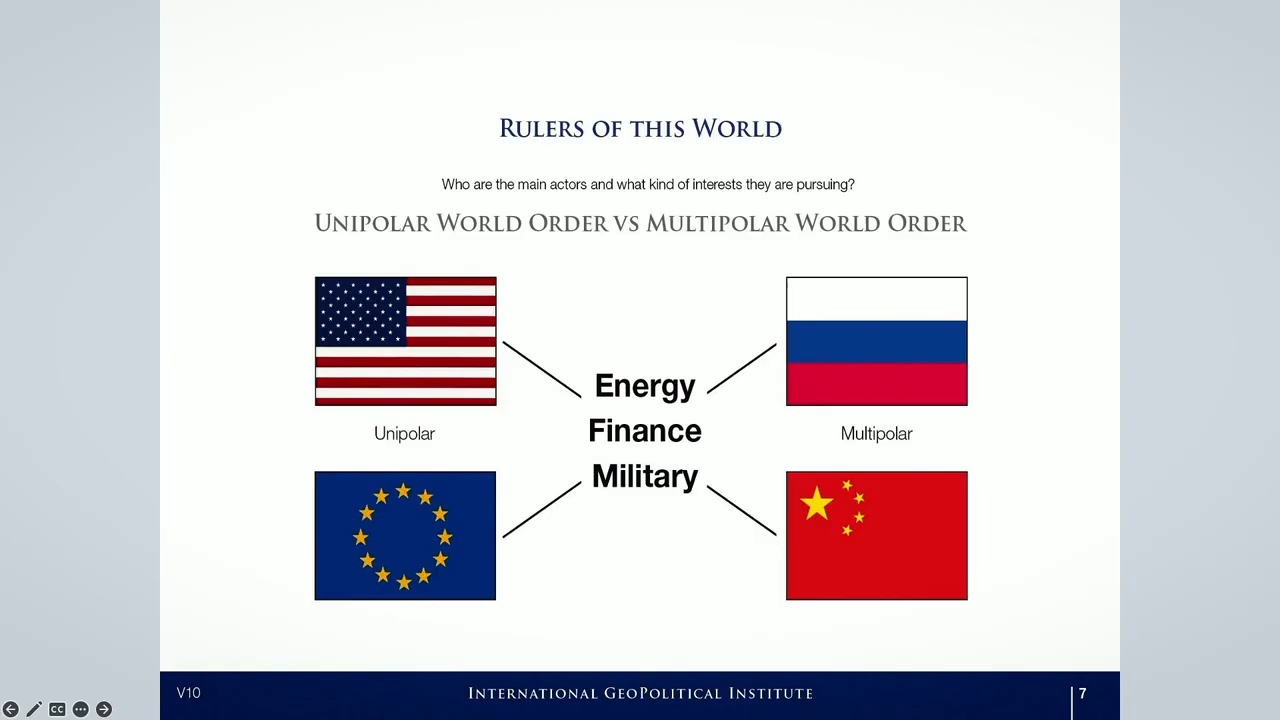 Rulers of this World
Who are the main actors and what kind of interests they are pursuing?
Unipolar World Order vs Multipolar World Order
Energy
Finance
Military
Unipolar
Multipolar
V10
International GeoPolitical Institute
7
CC